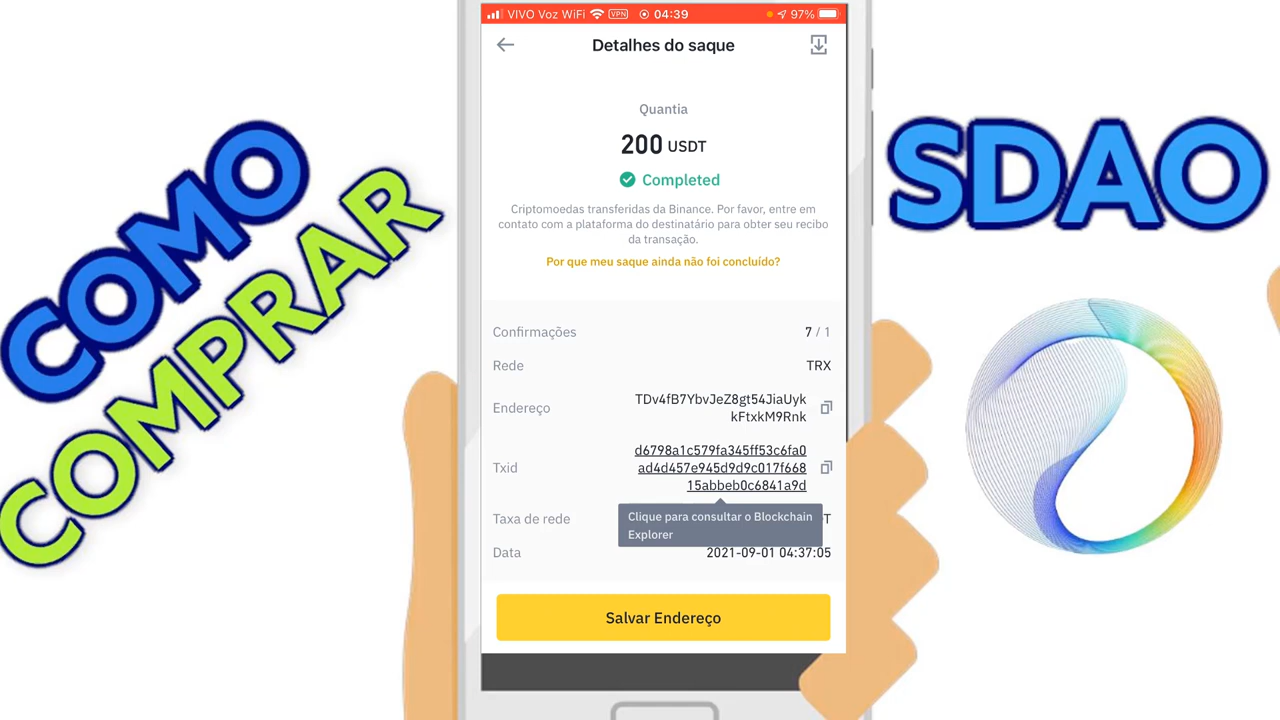 COMO
COMPRAR
SDAO
VIVO Voz WiFi VPN 04:39 97%
Detalhes do saque
Quantia
200 USDT
Completed
Criptomoedas transferidas da Binance. Por favor, entre em
contato com a plataforma do destinatário para obter seu recibo
da transação.
Por que meu saque ainda não foi concluído?
Confirmações 7 / 1
Rede TRX
Endereço TDv4fB7YbvJeZ8gt54JiaUyk
kFtxkM9Rnk
Txid d6798a1c579fa345ff53c6fa0
ad4d457e945d9d9c017f668
15abbeb0c6841a9d
Clique para consultar o Blockchain
Explorer
Taxa de rede T
Data 2021-09-01 04:37:05
Salvar Endereço